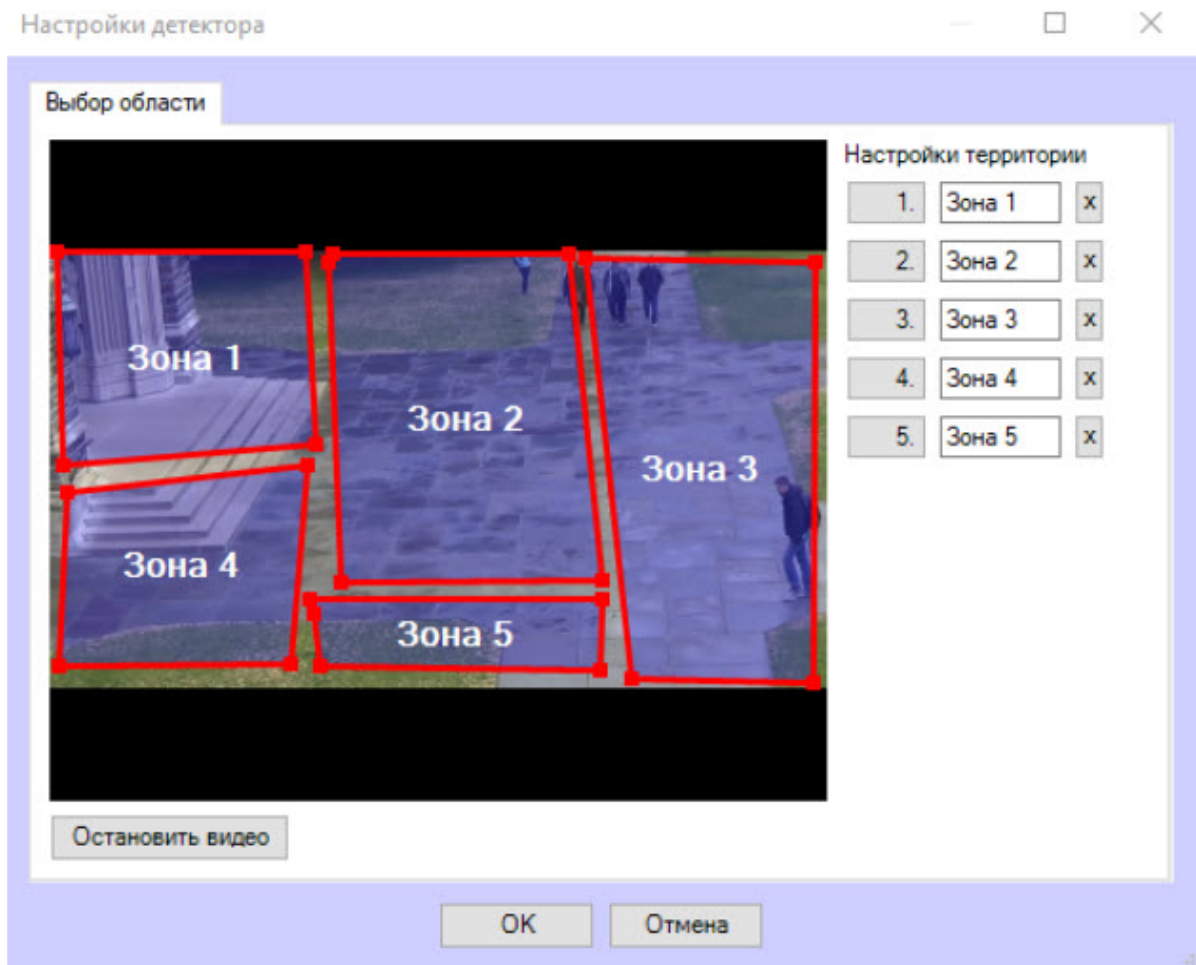 Настройки детектора
Выбор области
Настройки территории
1. Зона 1 x
2. Зона 2 x
3. Зона 3 x
4. Зона 4 x
5. Зона 5 x
Зона 1
Зона 2
Зона 3
Зона 4
Зона 5
Остановить видео
OK Отмена